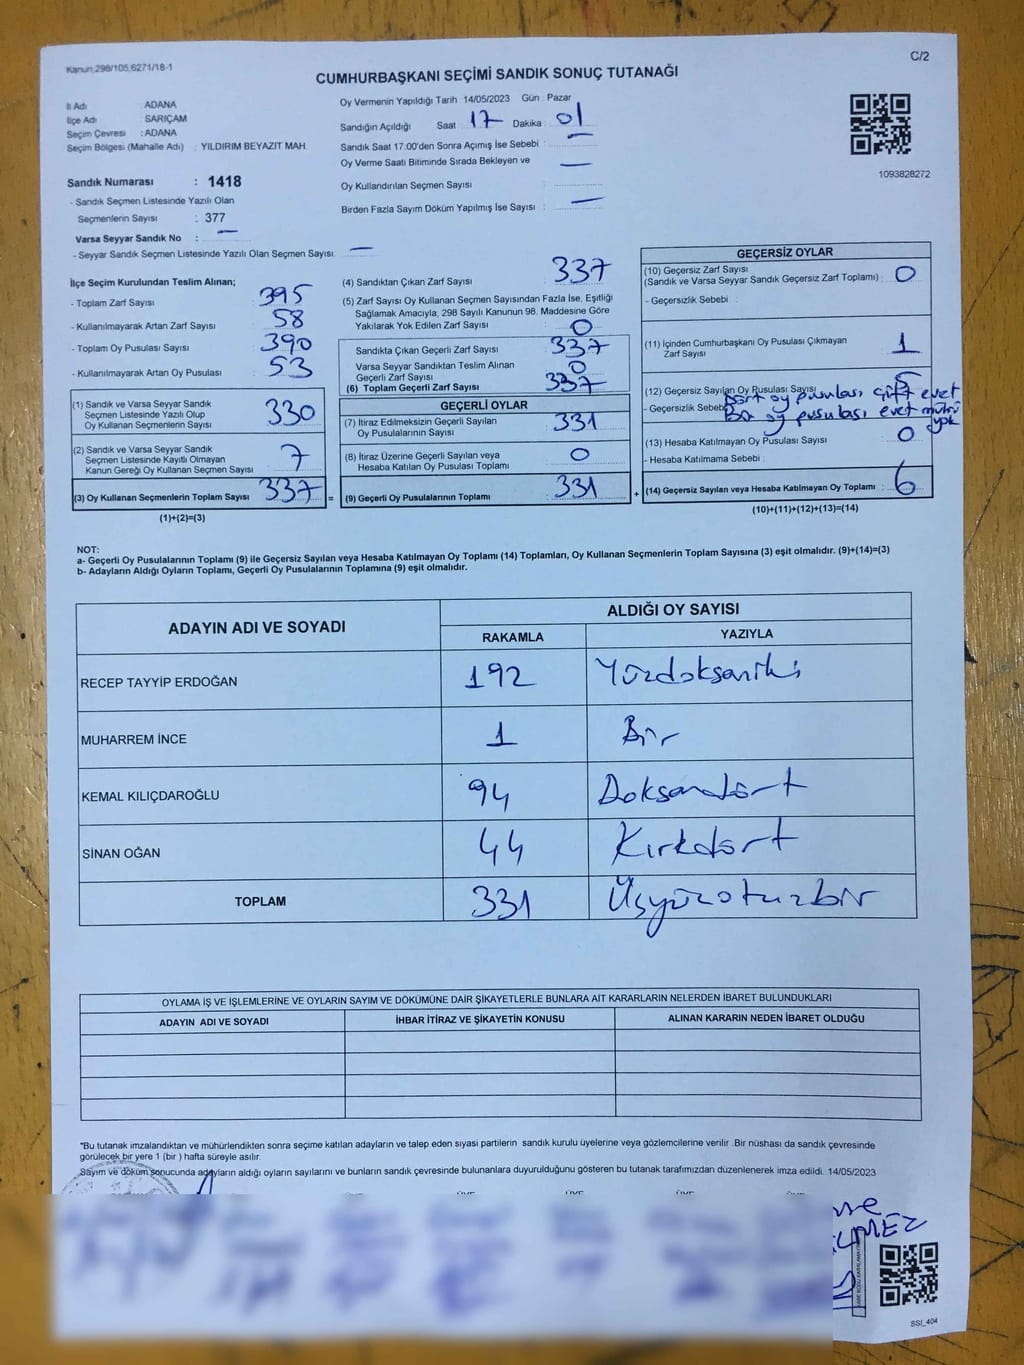 Kanun:298/105,6271/18-1
C/2
CUMHURBAŞKANI SEÇİMİ SANDIK SONUÇ TUTANAĞI
İl Adı : ADANA
İlçe Adı : SARIÇAM
Seçim Çevresi : ADANA
Seçim Bölgesi (Mahalle Adı) : YILDIRIM BEYAZIT MAH.
Sandık Numarası : 1418
- Sandık Seçmen Listesinde Yazılı Olan
Seçmenlerin Sayısı : 377
Varsa Seyyar Sandık No : —
- Seyyar Sandık Seçmen Listesinde Yazılı Olan Seçmen Sayısı: —
Oy Vermenin Yapıldığı Tarih : 14/05/2023 Gün : Pazar
Sandığın Açıldığı Saat : 17 Dakika : 01
Sandık Saat 17:00'den Sonra Açımış İse Sebebi : —
Oy Verme Saati Bitiminde Sırada Bekleyen ve —
Oy Kullandırılan Seçmen Sayısı
Birden Fazla Sayım Döküm Yapılmış İse Sayısı : —
1093828272
İlçe Seçim Kurulundan Teslim Alınan;
- Toplam Zarf Sayısı : 395
- Kullanılmayarak Artan Zarf Sayısı : 58
- Toplam Oy Pusulası Sayısı : 390
- Kullanılmayarak Artan Oy Pusulası : 53
(1) Sandık ve Varsa Seyyar Sandık
Seçmen Listesinde Yazılı Olup
Oy Kullanan Seçmenlerin Sayısı : 330
(2) Sandık ve Varsa Seyyar Sandık
Seçmen Listesinde Kayıtlı Olmayan
Kanun Gereği Oy Kullanan Seçmen Sayısı : 7
(3) Oy Kullanan Seçmenlerin Toplam Sayısı : 337 =
(1)+(2)=(3)
(4) Sandıktan Çıkan Zarf Sayısı : 337
(5) Zarf Sayısı Oy Kullanan Seçmen Sayısından Fazla İse, Eşitliği
Sağlamak Amacıyla, 298 Sayılı Kanunun 98. Maddesine Göre
Yakılarak Yok Edilen Zarf Sayısı : 0
Sandıkta Çıkan Geçerli Zarf Sayısı : 337
Varsa Seyyar Sandıktan Teslim Alınan
Geçerli Zarf Sayısı : 0
(6) Toplam Geçerli Zarf Sayısı : 337
GEÇERLİ OYLAR
(7) İtiraz Edilmeksizin Geçerli Sayılan
Oy Pusulalarının Sayısı : 331
(8) İtiraz Üzerine Geçerli Sayılan veya
Hesaba Katılan Oy Pusulası Toplamı : 0
(9) Geçerli Oy Pusulalarının Toplamı : 331 +
GEÇERSİZ OYLAR
(10) Geçersiz Zarf Sayısı
(Sandık ve Varsa Seyyar Sandık Geçersiz Zarf Toplamı) : 0
- Geçersizlik Sebebi :
(11) İçinden Cumhurbaşkanı Oy Pusulası Çıkmayan
Zarf Sayısı : 1
(12) Geçersiz Sayılan Oy Pusulası Sayısı : 5
- Geçersizlik Sebebi Dört oy pusulası çift evet
Bir oy pusulası evet mührü
yok
(13) Hesaba Katılmayan Oy Pusulası Sayısı : 0
- Hesaba Katılmama Sebebi :
(14) Geçersiz Sayılan veya Hesaba Katılmayan Oy Toplamı : 6
(10)+(11)+(12)+(13)=(14)
NOT:
a- Geçerli Oy Pusulalarının Toplamı (9) ile Geçersiz Sayılan veya Hesaba Katılmayan Oy Toplamı (14) Toplamları, Oy Kullanan Seçmenlerin Toplam Sayısına (3) eşit olmalıdır. (9)+(14)=(3)
b- Adayların Aldığı Oyların Toplamı, Geçerli Oy Pusulalarının Toplamına (9) eşit olmalıdır.
ADAYIN ADI VE SOYADI
ALDIĞI OY SAYISI
RAKAMLA YAZIYLA
RECEP TAYYİP ERDOĞAN 192 Yüzdoksaniki
MUHARREM İNCE 1 Bir
KEMAL KILIÇDAROĞLU 94 Doksandört
SİNAN OĞAN 44 Kırkdört
TOPLAM 331 Üçyüzotuzbir
OYLAMA İŞ VE İŞLEMLERİNE VE OYLARIN SAYIM VE DÖKÜMÜNE DAİR ŞİKAYETLERLE BUNLARA AİT KARARLARIN NELERDEN İBARET BULUNDUKLARI
ADAYIN ADI VE SOYADI İHBAR İTİRAZ VE ŞİKAYETİN KONUSU ALINAN KARARIN NEDEN İBARET OLDUĞU
*Bu tutanak imzalandıktan ve mühürlendikten sonra seçime katılan adayların ve talep eden siyasi partilerin sandık kurulu üyelerine veya gözlemcilerine verilir .Bir nüshası da sandık çevresinde
görülecek bir yere 1 (bir ) hafta süreyle asılır.
Sayım ve döküm sonucunda adayların aldığı oyların sayılarını ve bunların sandık çevresinde bulunanlara duyurulduğunu gösteren bu tutanak tarafımızdan düzenlenerek imza edildi. 14/05/2023
SSİ_404